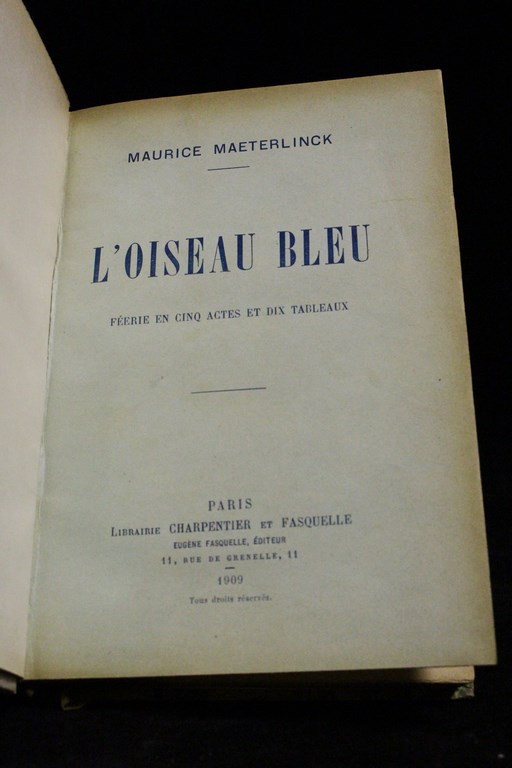 MAURICE MAETERLINCK
L'OISEAU BLEU
FÉERIE EN CINQ ACTES ET DIX TABLEAUX
PARIS
LIBRAIRIE CHARPENTIER ET FASQUELLE
EUGÈNE FASQUELLE, ÉDITEUR
11, RUE DE GRENELLE, 11
1909
Tous droits réservés.